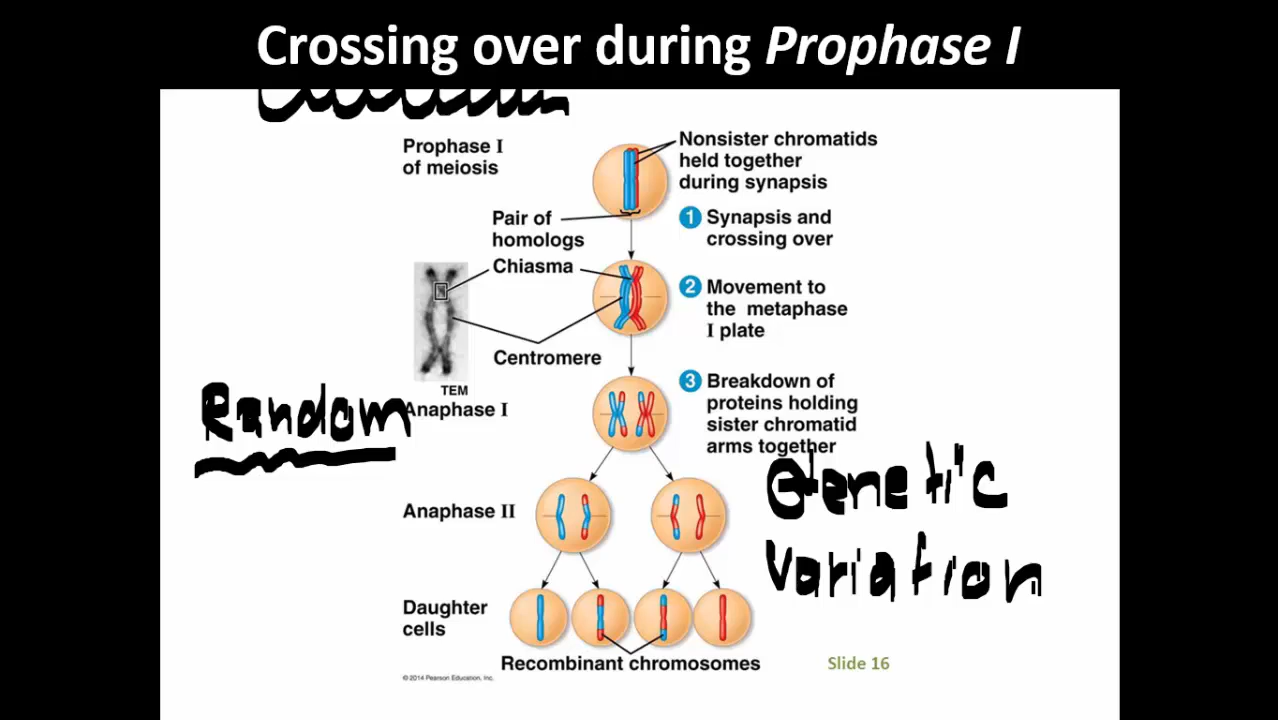 Crossing over during Prophase I
Prophase I
of meiosis
Nonsister chromatids
held together
during synapsis
Pair of
homologs
1 Synapsis and
crossing over
Chiasma
2 Movement to
the metaphase
I plate
Centromere
TEM
3 Breakdown of
proteins holding
sister chromatid
arms together
Random
Anaphase I
Genetic
variation
Anaphase II
Daughter
cells
Recombinant chromosomes
Slide 16
© 2014 Pearson Education, Inc.